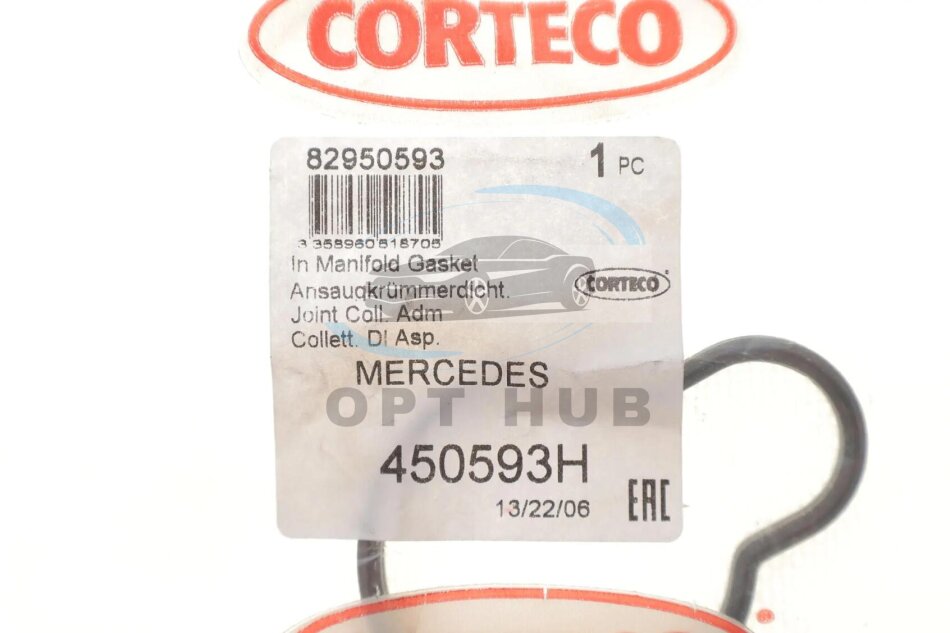 CORTECO
82950593
1 PC
3 358960 818705
In Manifold Gasket
Ansaugkrümmerdicht.
CORTECO
Joint Coll. Adm
Collett. DI Asp.
MERCEDES
OPT HUB
450593H
13/22/06
EAC